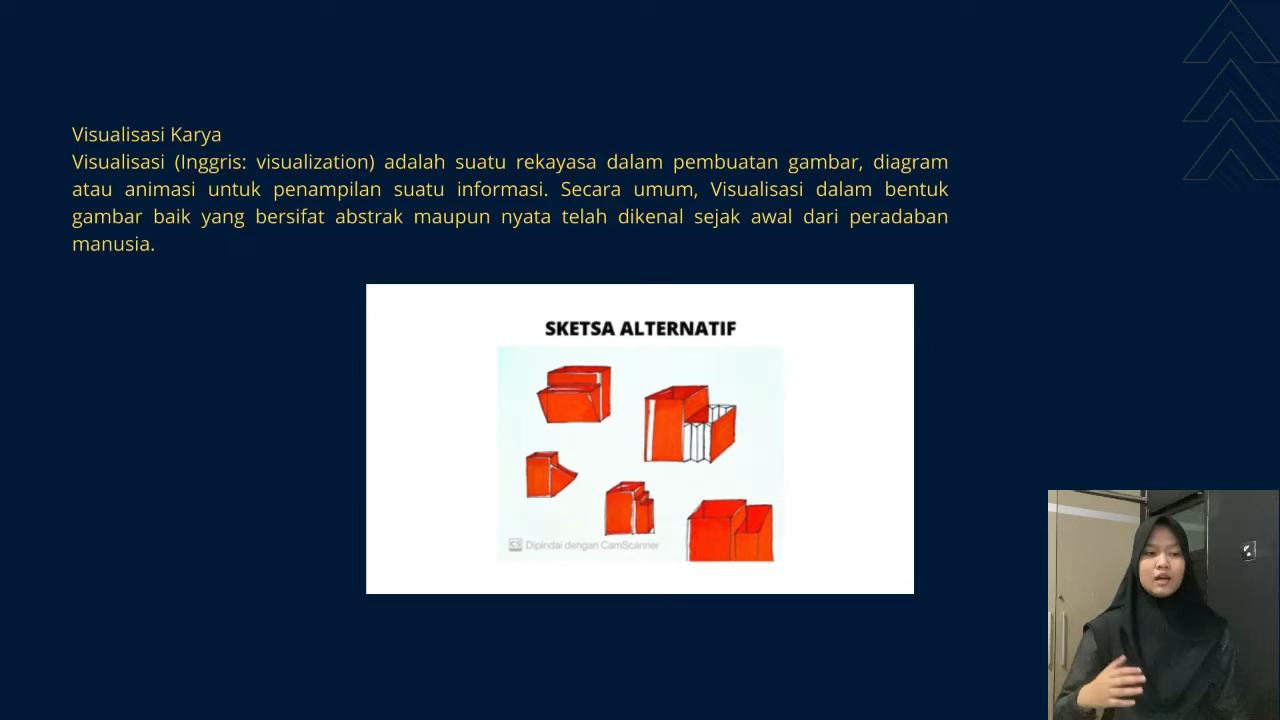 Visualisasi Karya
Visualisasi (Inggris: visualization) adalah suatu rekayasa dalam pembuatan gambar, diagram
atau animasi untuk penampilan suatu informasi. Secara umum, Visualisasi dalam bentuk
gambar baik yang bersifat abstrak maupun nyata telah dikenal sejak awal dari peradaban
manusia.
SKETSA ALTERNATIF
CS Dipindai dengan CamScanner